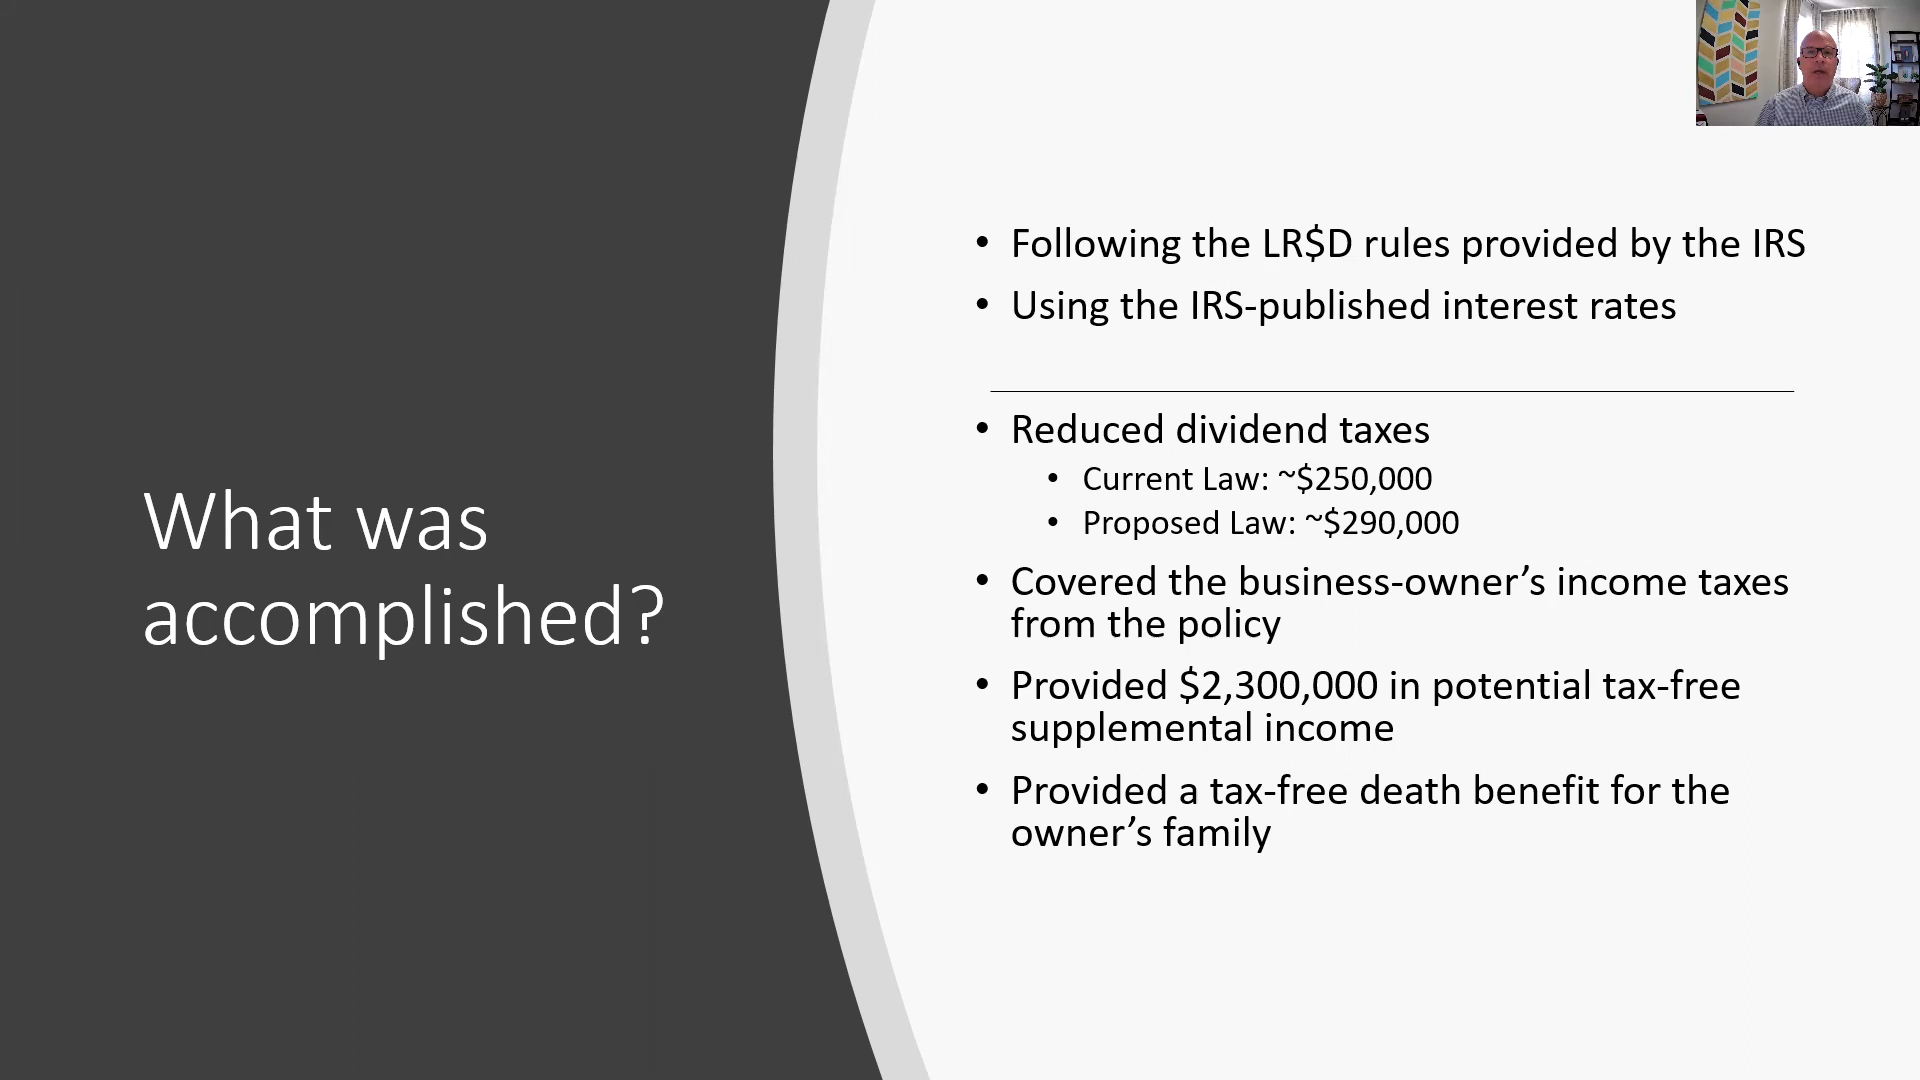 What was
accomplished?
• Following the LR$D rules provided by the IRS
• Using the IRS-published interest rates
• Reduced dividend taxes
• Current Law: ~$250,000
• Proposed Law: ~$290,000
• Covered the business-owner’s income taxes
from the policy
• Provided $2,300,000 in potential tax-free
supplemental income
• Provided a tax-free death benefit for the
owner’s family